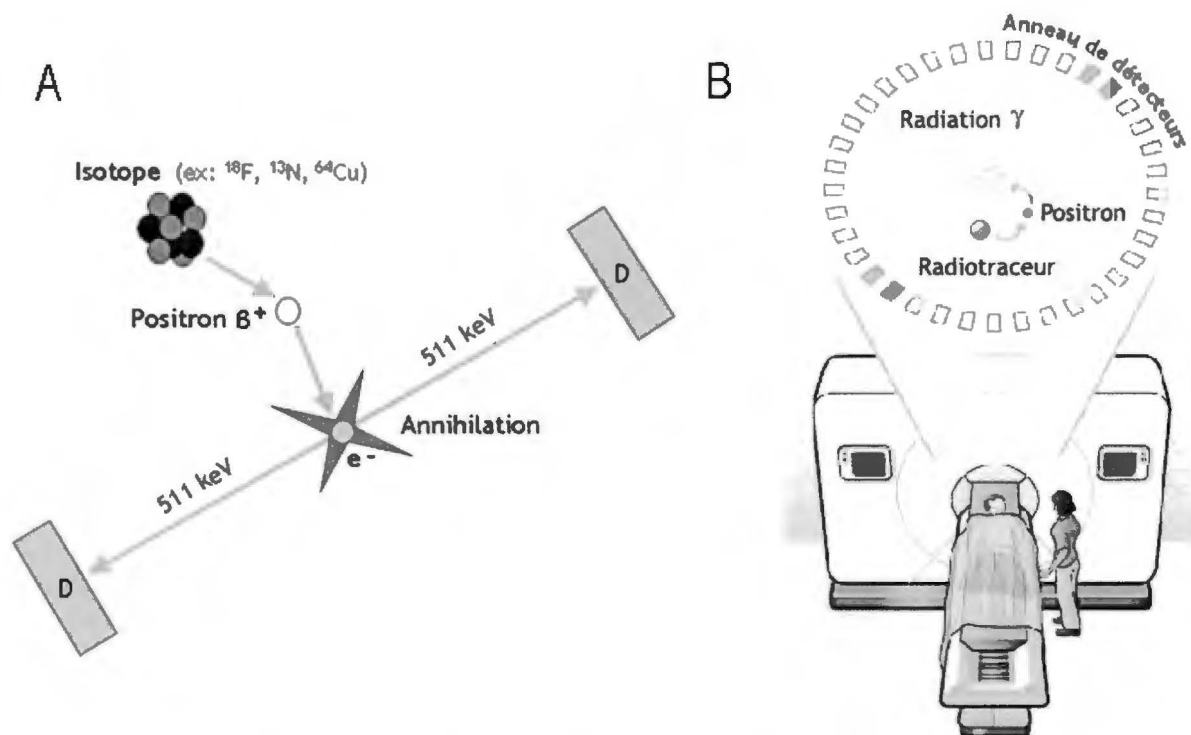 A
Isotope (ex: ¹⁸F, ¹³N, ⁶⁴Cu)
Positron β⁺
511 keV
D
Annihilation
e-
511 keV
D
B
Anneau de détecteurs
Radiation γ
Positron
Radiotraceur